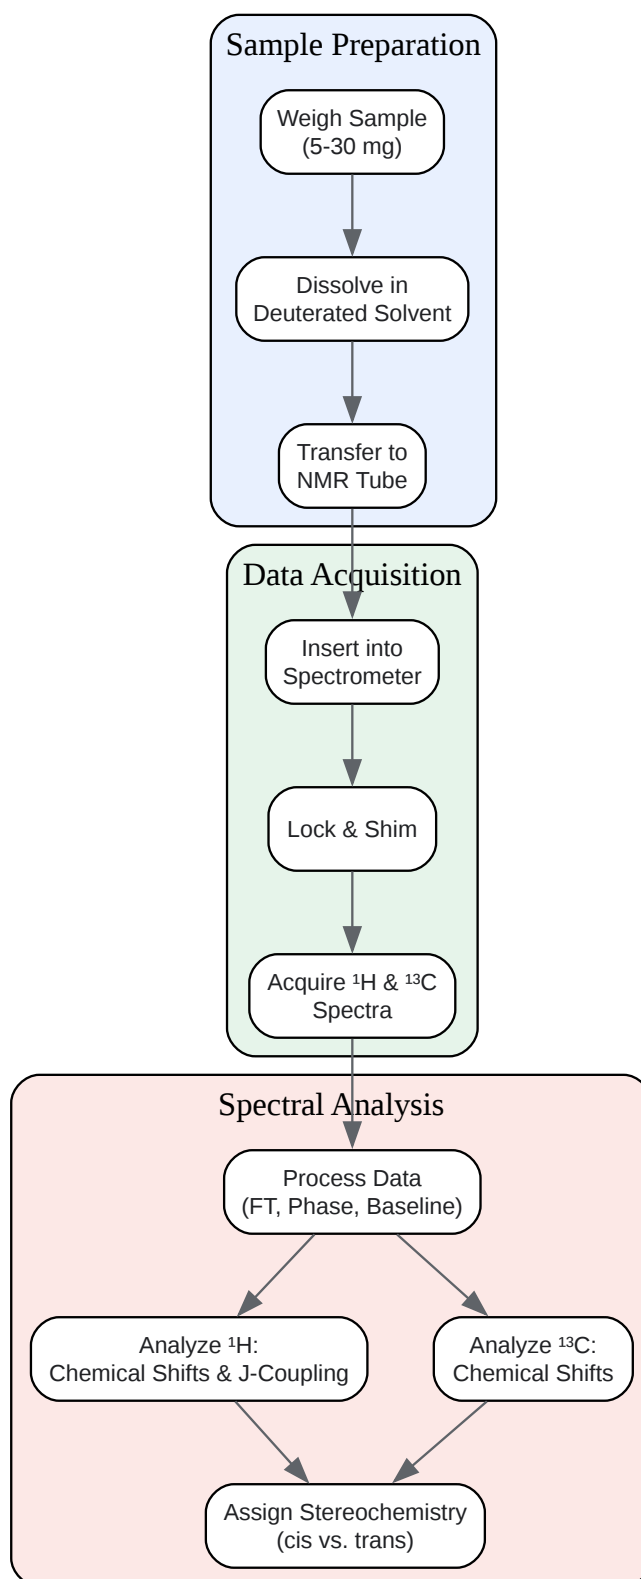 Sample Preparation
Weigh Sample
(5-30 mg)
Dissolve in
Deuterated Solvent
Transfer to
NMR Tube
Data Acquisition
Insert into
Spectrometer
Lock & Shim
Acquire ¹H & ¹³C
Spectra
Spectral Analysis
Process Data
(FT, Phase, Baseline)
Analyze ¹H:
Chemical Shifts & J-Coupling
Analyze ¹³C:
Chemical Shifts
Assign Stereochemistry
(cis vs. trans)